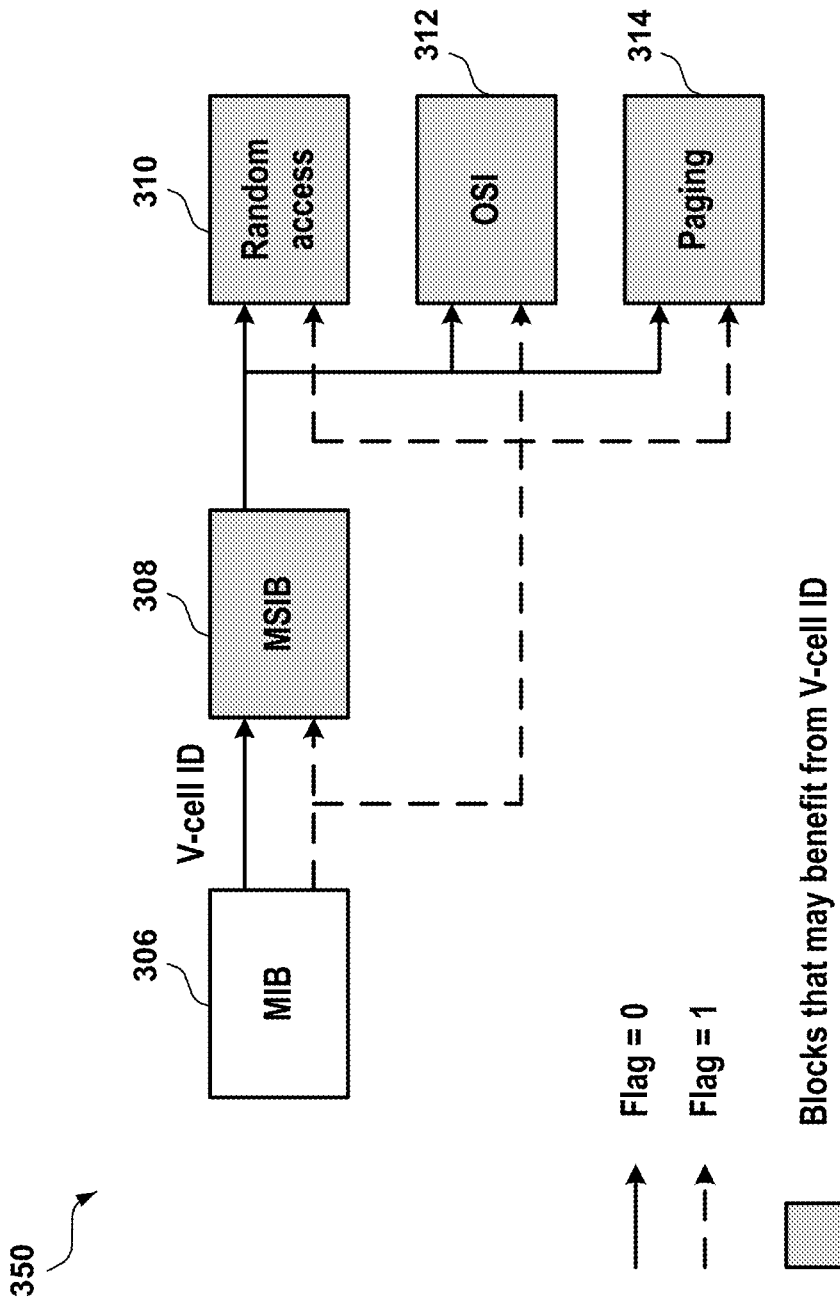 350
306
MIB
V-cell ID
308
MSIB
310
Random
access
312
OSI
314
Paging
Flag = 0
Flag = 1
Blocks that may benefit from V-cell ID